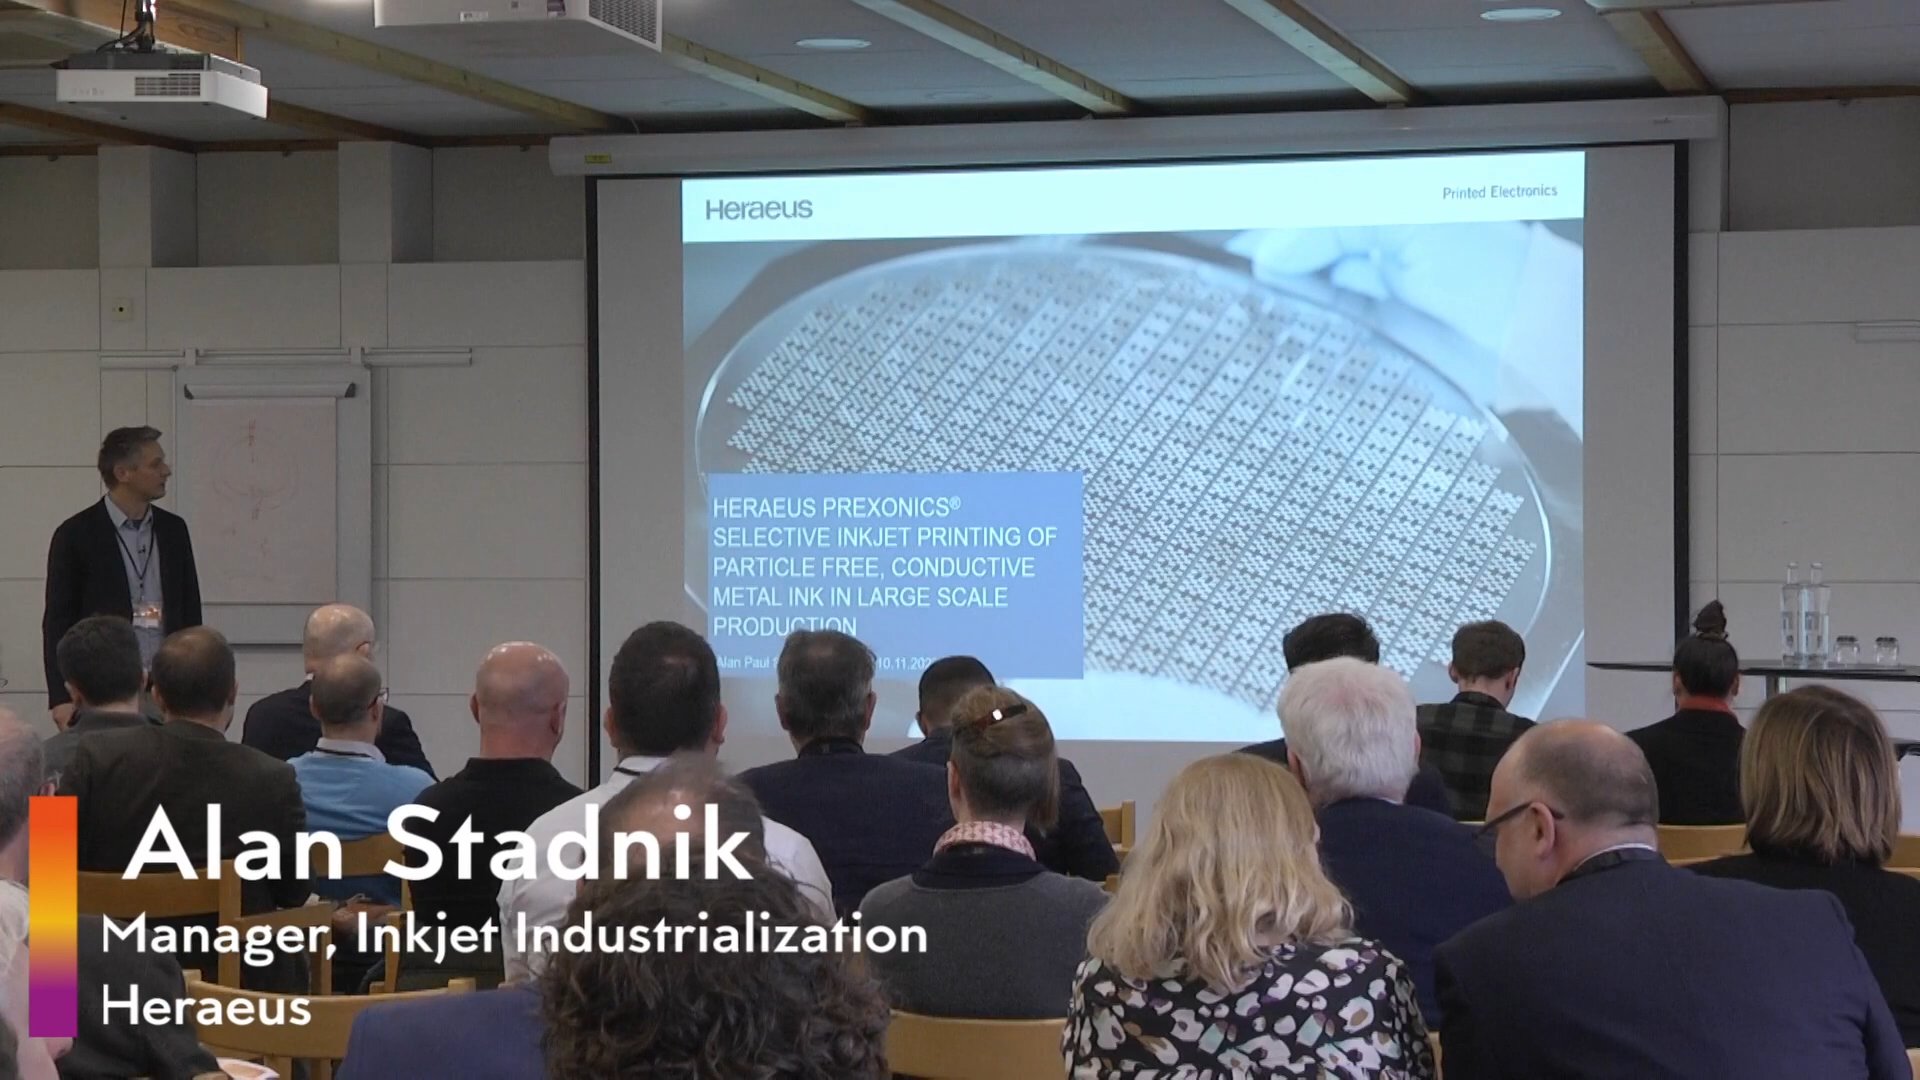 Heraeus
Printed Electronics
HERAEUS PREXONICS®
SELECTIVE INKJET PRINTING OF
PARTICLE FREE, CONDUCTIVE
METAL INK IN LARGE SCALE
PRODUCTION
Alan Paul
Alan Stadnik
Manager, Inkjet Industrialization
Heraeus